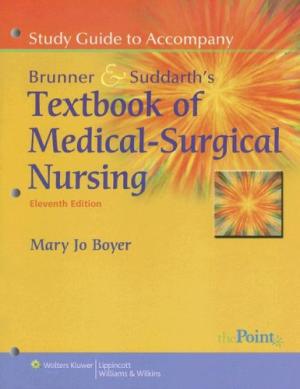 Study Guide to Accompany
Brunner & Suddarth's
Textbook of
Medical-Surgical
Nursing
Eleventh Edition
Mary Jo Boyer
thePoint
Wolters Kluwer | Lippincott
Williams & Wilkins